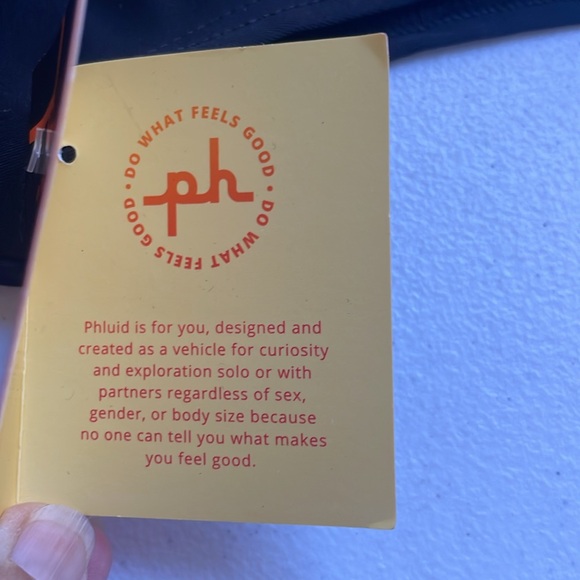 DO WHAT FEELS GOOD · DO WHAT FEELS GOOD ·
ph
Phluid is for you, designed and
created as a vehicle for curiosity
and exploration solo or with
partners regardless of sex,
gender, or body size because
no one can tell you what makes
you feel good.